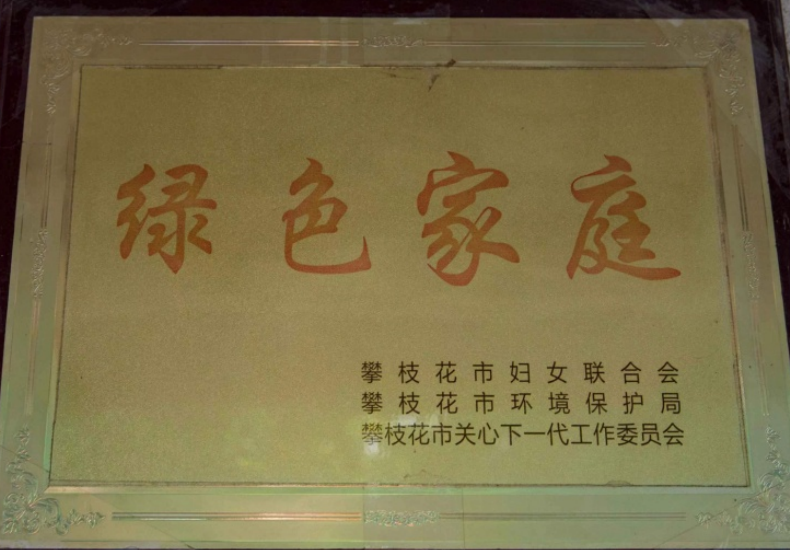 绿色家庭
攀枝花市妇女联合会
攀枝花市环境保护局
攀枝花市关心下一代工作委员会